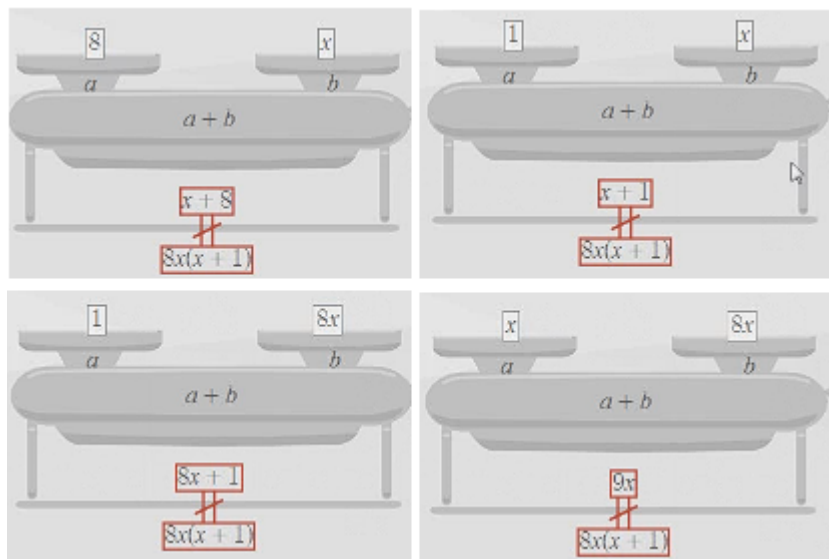 8 x
a b
a + b
x + 8
8x(x + 1)
1 x
a b
a + b
x + 1
8x(x + 1)
1 8x
a b
a + b
8x + 1
8x(x + 1)
x 8x
a b
a + b
9x
8x(x + 1)